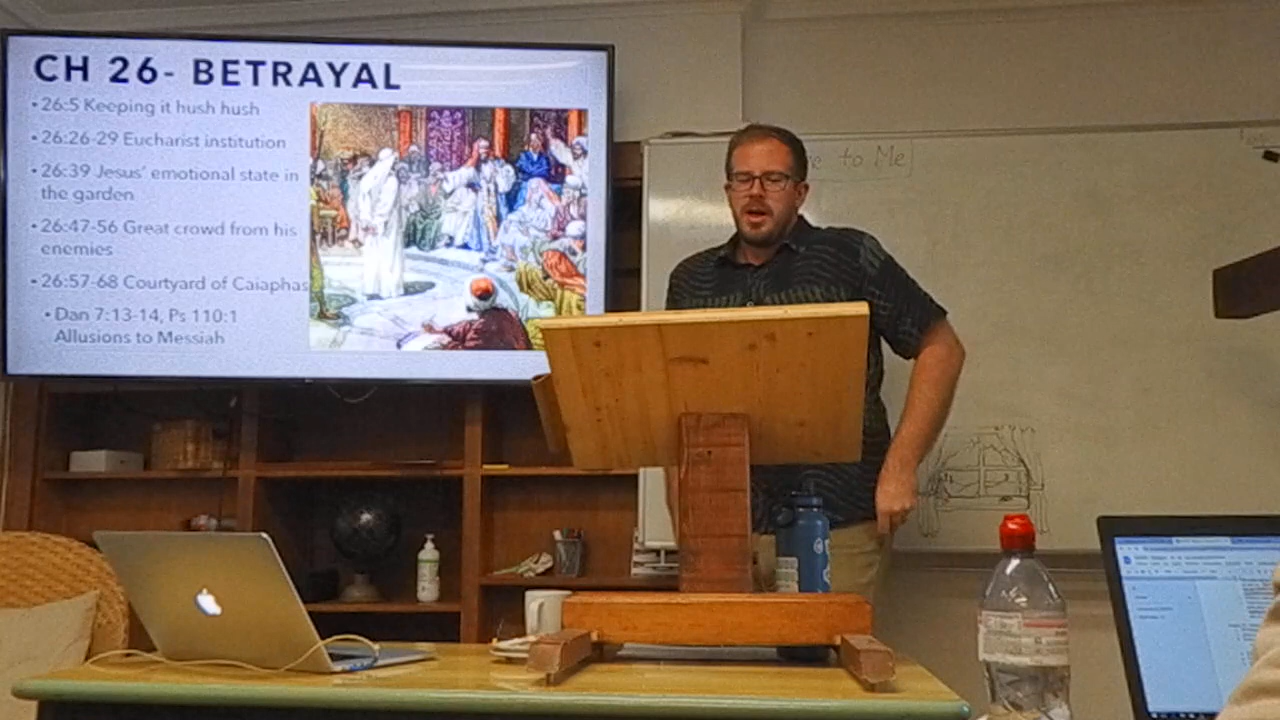 CH 26- BETRAYAL
• 26:5 Keeping it hush hush
• 26:26-29 Eucharist institution
• 26:39 Jesus' emotional state in
the garden
• 26:47-56 Great crowd from his
enemies
• 26:57-68 Courtyard of Caiaphas
• Dan 7:13-14, Ps 110:1
Allusions to Messiah
to Me